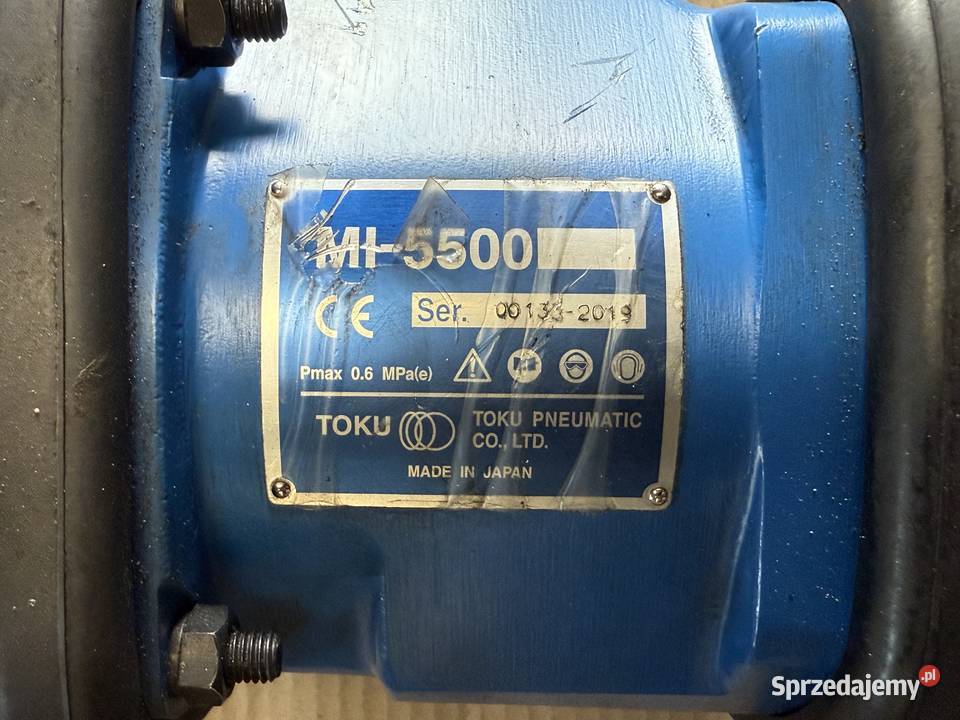 MI-5500
CE Ser. 00133-2019
Pmax 0.6 MPa(e)
TOKU TOKU PNEUMATIC
CO., LTD.
MADE IN JAPAN
Sprzedajemy.pl